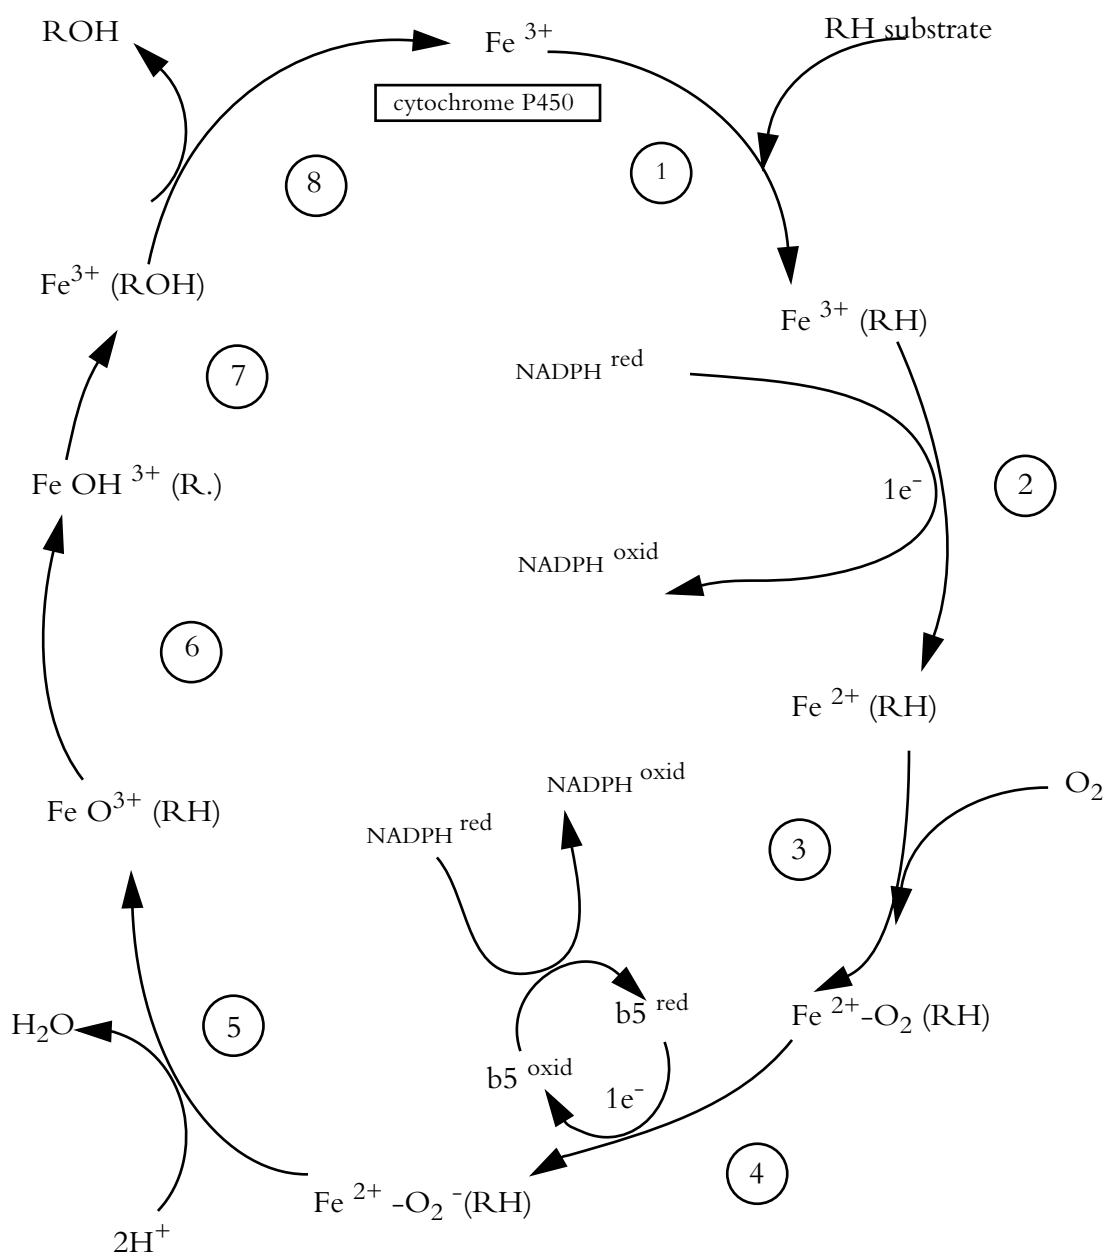 ROH
Fe ³⁺
RH substrate
cytochrome P450
1
8
Fe³⁺ (ROH)
Fe ³⁺ (RH)
NADPH ʳᵉᵈ
7
Fe OH ³⁺ (R.)
1e⁻
2
NADPH ᵒˣⁱᵈ
6
Fe ²⁺ (RH)
NADPH ᵒˣⁱᵈ
O₂
Fe O³⁺ (RH)
NADPH ʳᵉᵈ
3
b5 ʳᵉᵈ
Fe ²⁺-O₂ (RH)
H₂O
5
b5 ᵒˣⁱᵈ
1e⁻
4
Fe ²⁺ -O₂ ⁻(RH)
2H⁺